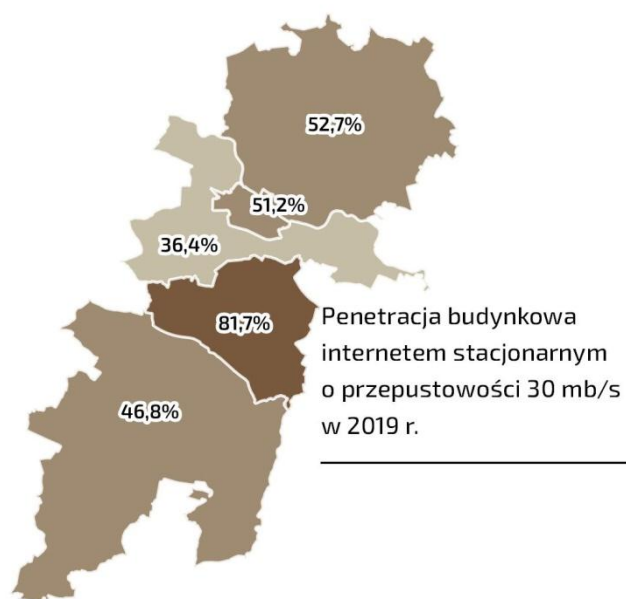 52,7%
51,2%
36,4%
81,7%
46,8%
Penetracja budynkowa
internetem stacjonarnym
o przepustowości 30 mb/s
w 2019 r.